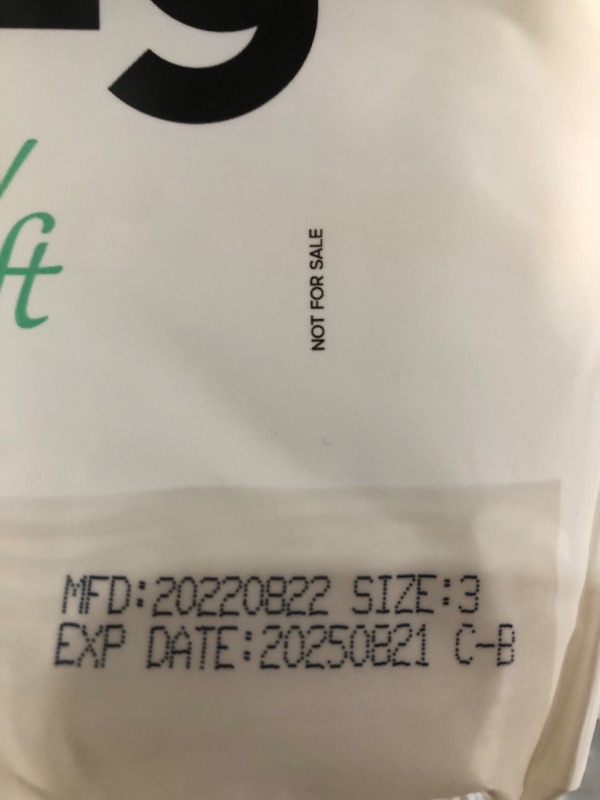 NOT FOR SALE
MFD:20220822 SIZE:3
EXP DATE:20250821 C-B